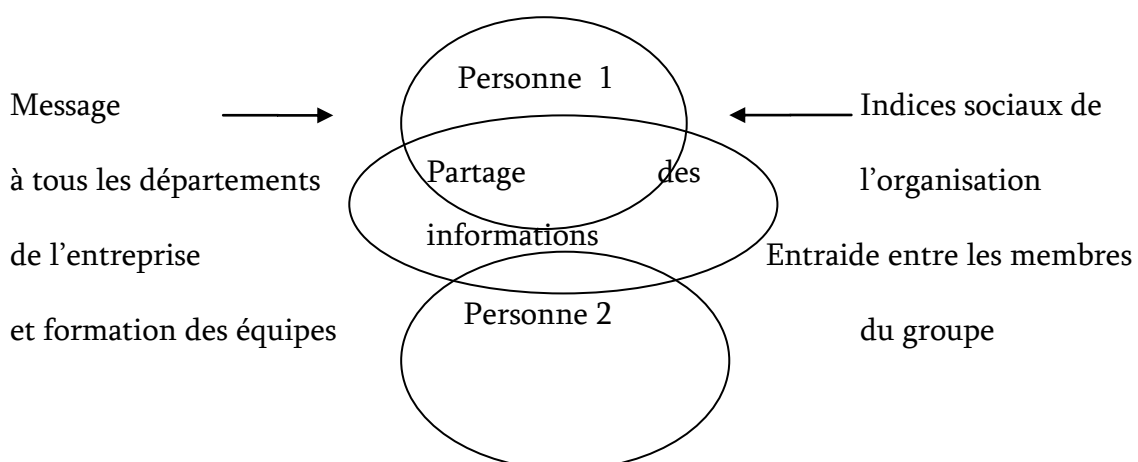 Personne 1
Message
à tous les départements
de l'entreprise
et formation des équipes
Partage des
informations
Personne 2
Indices sociaux de
l'organisation
Entraide entre les membres
du groupe